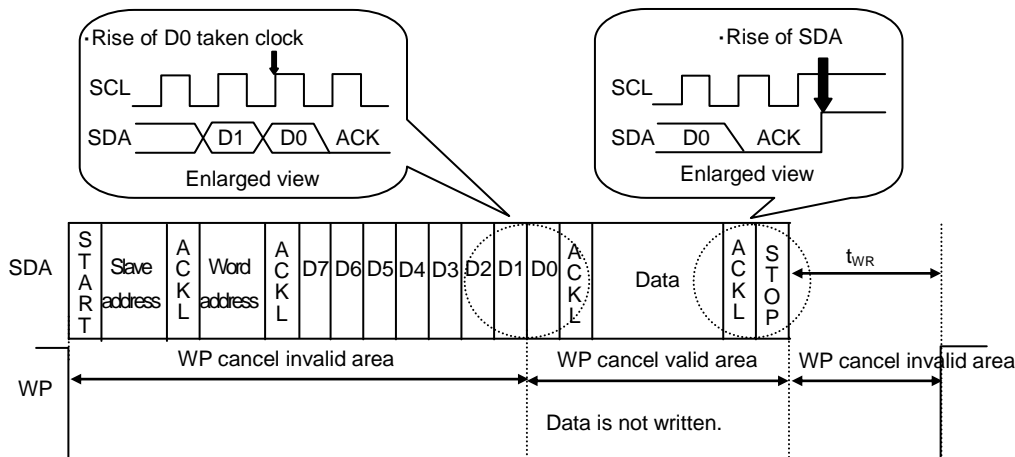 ·Rise of D0 taken clock
SCL
SDA
D1
D0
ACK
Enlarged view
·Rise of SDA
SCL
SDA
D0
ACK
Enlarged view
SDA
START
Slave address
ACKL
Word address
ACKL
D7
D6
D5
D4
D3
D2
D1
D0
ACKL
Data
ACKL
STOP
tWR
WP cancel invalid area
WP cancel valid area
WP cancel invalid area
WP
Data is not written.